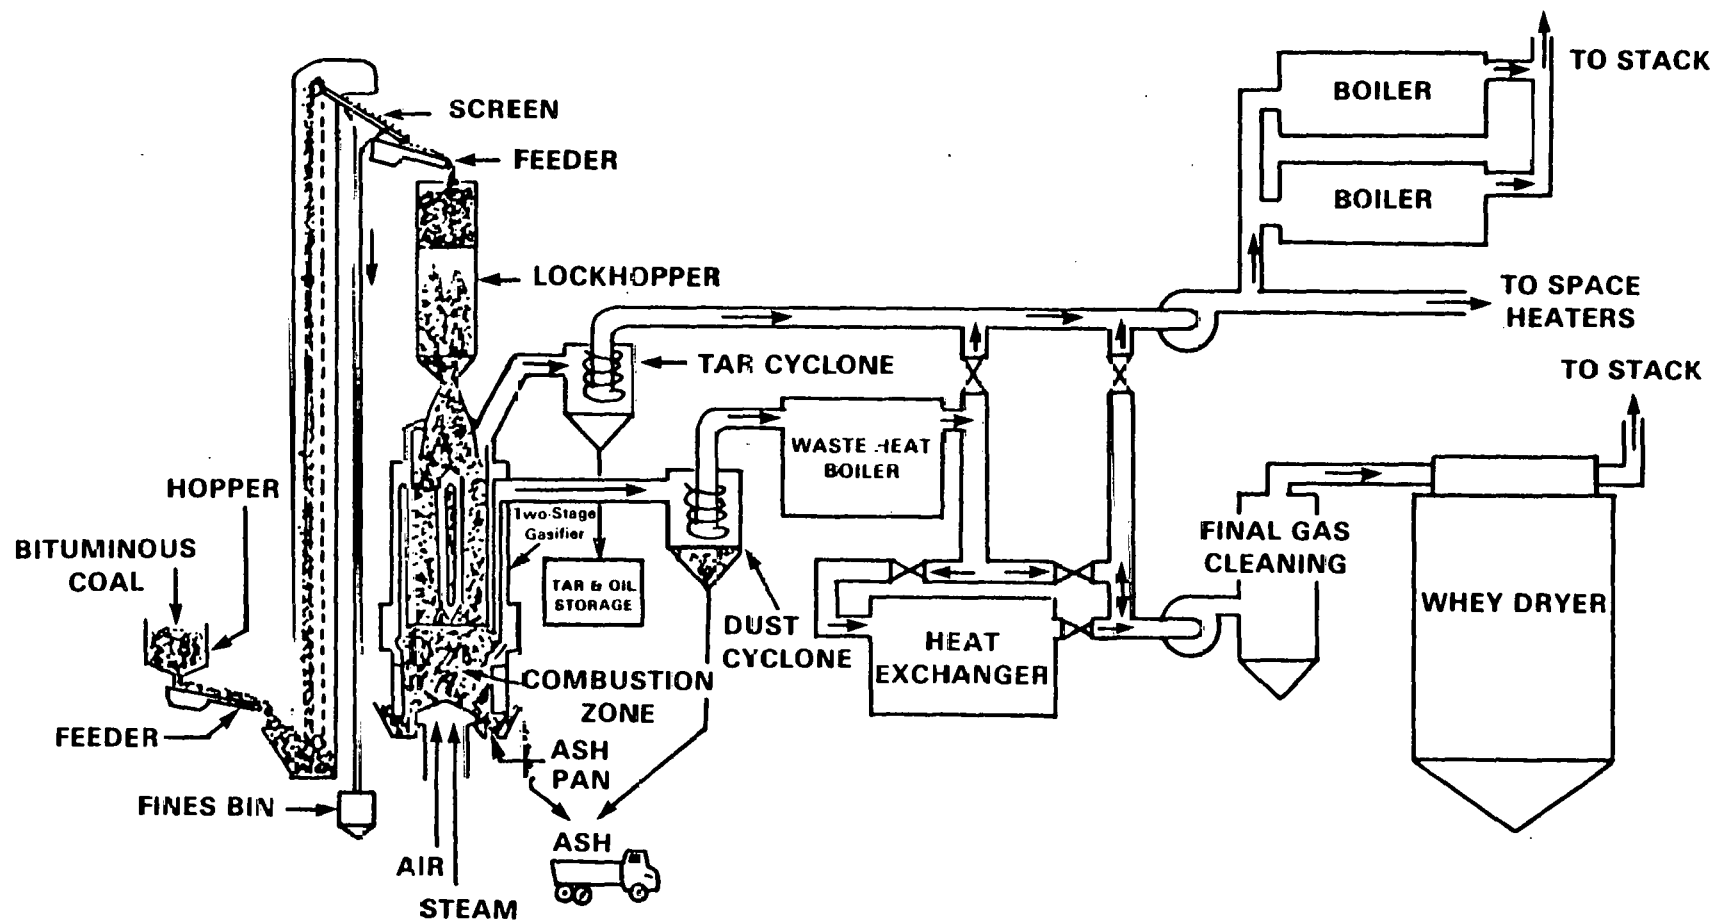 TO STACK
BOILER
SCREEN
FEEDER
BOILER
LOCKHOPPER
TO SPACE
HEATERS
TAR CYCLONE
TO STACK
WASTE HEAT
BOILER
HOPPER
Two-Stage
Gasifier
FINAL GAS
CLEANING
BITUMINOUS
COAL
TAR & OIL
STORAGE
WHEY DRYER
DUST
CYCLONE
HEAT
EXCHANGER
COMBUSTION
ZONE
FEEDER
ASH
PAN
FINES BIN
ASH
AIR
STEAM